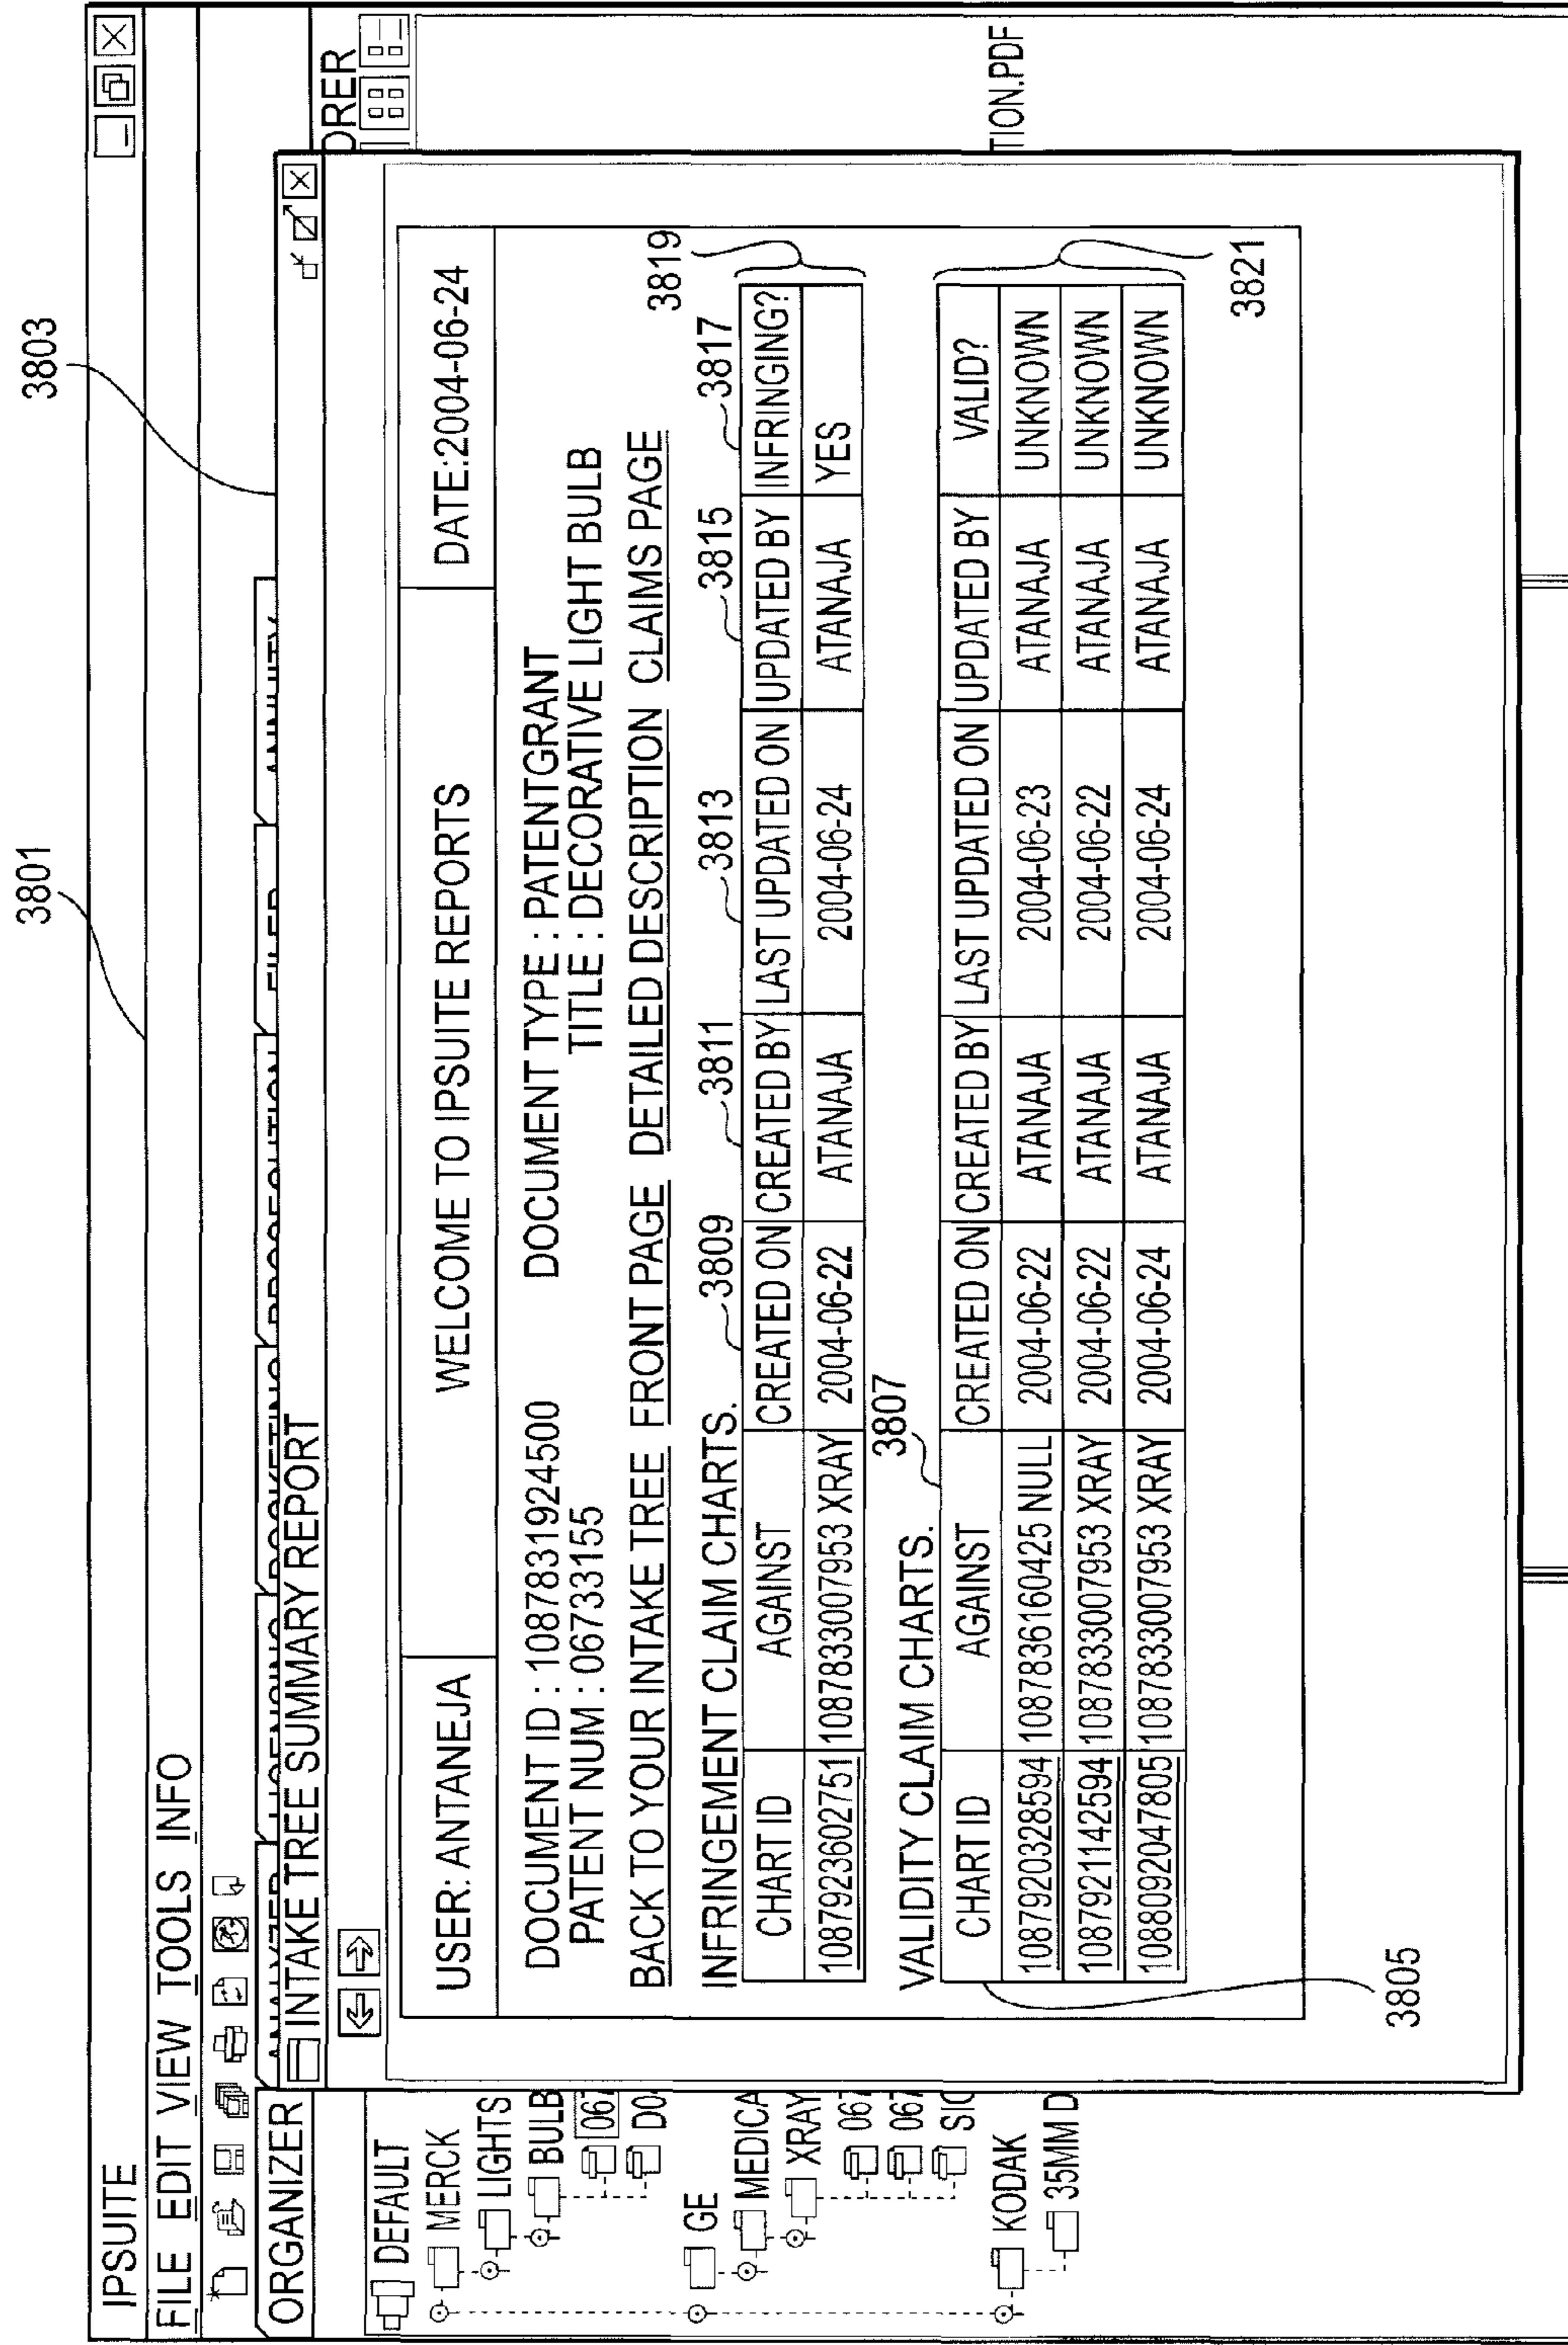 3801
3803
IPSUITE
FILE EDIT VIEW TOOLS INFO
ORGANIZER
INTAKE TREE SUMMARY REPORT
DEFAULT
MERCK
LIGHTS
BULB
067
D0
GE
MEDICA
XRAY
067
067
SIG
KODAK
35MM D
ORER
TION.PDF
USER: ANTANEJA WELCOME TO IPSUITE REPORTS DATE:2004-06-24
DOCUMENT ID : 1087831924500 DOCUMENT TYPE : PATENTGRANT
PATENT NUM : 06733155 TITLE : DECORATIVE LIGHT BULB
BACK TO YOUR INTAKE TREE FRONT PAGE DETAILED DESCRIPTION CLAIMS PAGE
INFRINGEMENT CLAIM CHARTS.
3809 3811 3813 3815 3817 3819
CHART ID AGAINST CREATED ON CREATED BY LAST UPDATED ON UPDATED BY INFRINGING?
1087923602751 1087833007953 XRAY 2004-06-22 ATANAJA 2004-06-24 ATANAJA YES
VALIDITY CLAIM CHARTS.
3807
CHART ID AGAINST CREATED ON CREATED BY LAST UPDATED ON UPDATED BY VALID?
1087920328594 1087836160425 NULL 2004-06-22 ATANAJA 2004-06-23 ATANAJA UNKNOWN
1087921142594 1087833007953 XRAY 2004-06-22 ATANAJA 2004-06-22 ATANAJA UNKNOWN
1088092047805 1087833007953 XRAY 2004-06-24 ATANAJA 2004-06-24 ATANAJA UNKNOWN
3821
3805